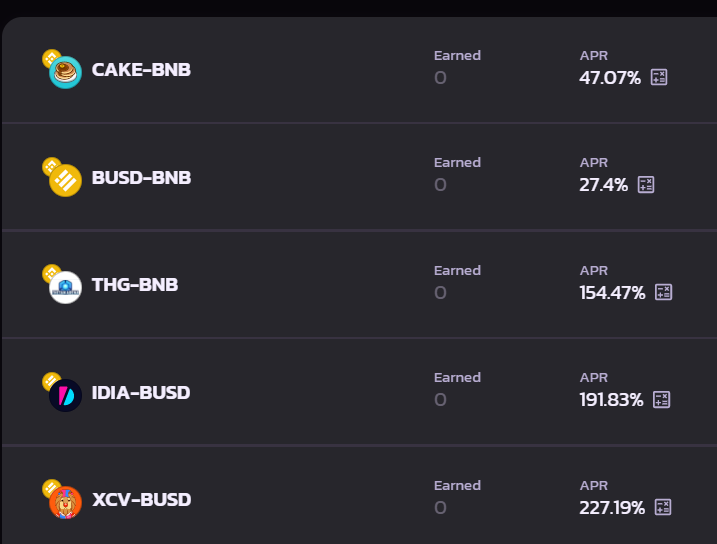 CAKE-BNB Earned 0 APR 47.07%
BUSD-BNB Earned 0 APR 27.4%
THG-BNB Earned 0 APR 154.47%
IDIA-BUSD Earned 0 APR 191.83%
XCV-BUSD Earned 0 APR 227.19%